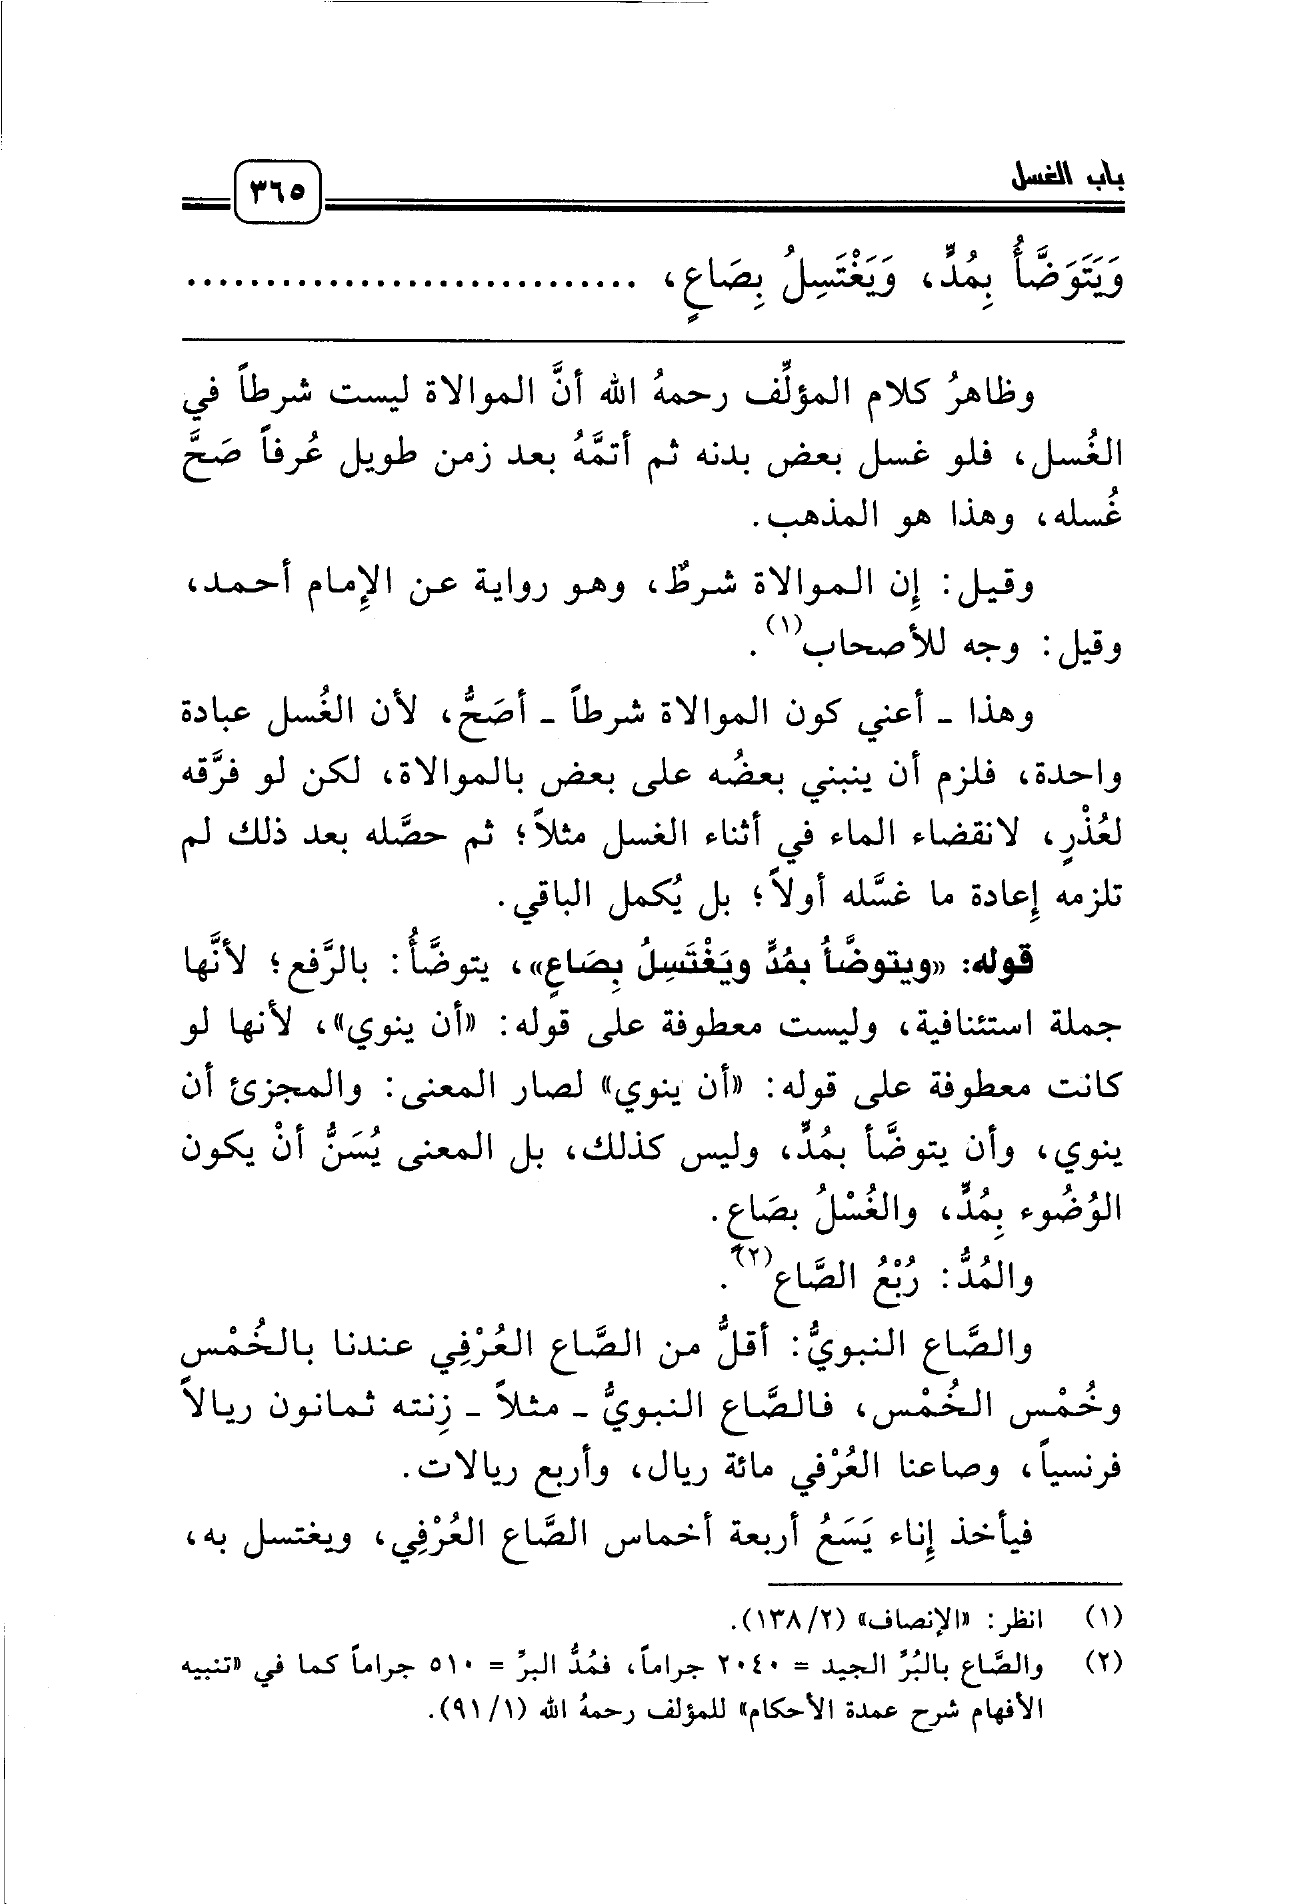 باب الغسل
٣٦٥
وَيَتَوَضَّأُ بِمُدٍّ، وَيَغْتَسِلُ بِصَاعٍ، .............................
وظاهرُ كلام المؤلِّف رحمهُ الله أنَّ الموالاة ليست شرطاً في
الغُسل، فلو غسل بعض بدنه ثم أتمَّهُ بعد زمن طويل عُرفاً صَحَّ
غُسله، وهذا هو المذهب.
وقيل: إِن الموالاة شرطٌ، وهو رواية عن الإِمام أحمد،
وقيل: وجه للأصحاب(١).
وهذا ـ أعني كون الموالاة شرطاً ـ أصَحُّ، لأن الغُسل عبادة
واحدة، فلزم أن ينبني بعضُه على بعض بالموالاة، لكن لو فرَّقه
لعُذْرٍ، لانقضاء الماء في أثناء الغسل مثلاً؛ ثم حصَّله بعد ذلك لم
تلزمه إِعادة ما غسَّله أولاً؛ بل يُكمل الباقي.
قوله: «ويتوضَّأ بمُدٍّ ويَغْتَسِلُ بِصَاعٍ»، يتوضَّأُ: بالرَّفع؛ لأنَّها
جملة استئنافية، وليست معطوفة على قوله: «أن ينوي»، لأنها لو
كانت معطوفة على قوله: «أن ينوي» لصار المعنى: والمجزئ أن
ينوي، وأن يتوضَّأ بمُدٍّ، وليس كذلك، بل المعنى يُسَنُّ أنْ يكون
الوُضُوء بِمُدٍّ، والغُسْلُ بصَاع.
والمُدُّ: رُبْعُ الصَّاع(٢).
والصَّاع النبويُّ: أقلُّ من الصَّاع العُرْفِي عندنا بالخُمْس
وخُمْس الخُمْس، فالصَّاع النبويُّ ـ مثلاً ـ زِنته ثمانون ريالاً
فرنسياً، وصاعنا العُرْفي مائة ريال، وأربع ريالات.
فيأخذ إِناء يَسَعُ أربعة أخماس الصَّاع العُرْفِي، ويغتسل به،
(١) انظر: «الإنصاف» (٢/ ١٣٨).
(٢) والصَّاع بالبُرِّ الجيد = ٢٠٤٠ جراماً، فمُدُّ البرِّ = ٥١٠ جراماً كما في «تنبيه
الأفهام شرح عمدة الأحكام» للمؤلف رحمهُ الله (١/ ٩١).